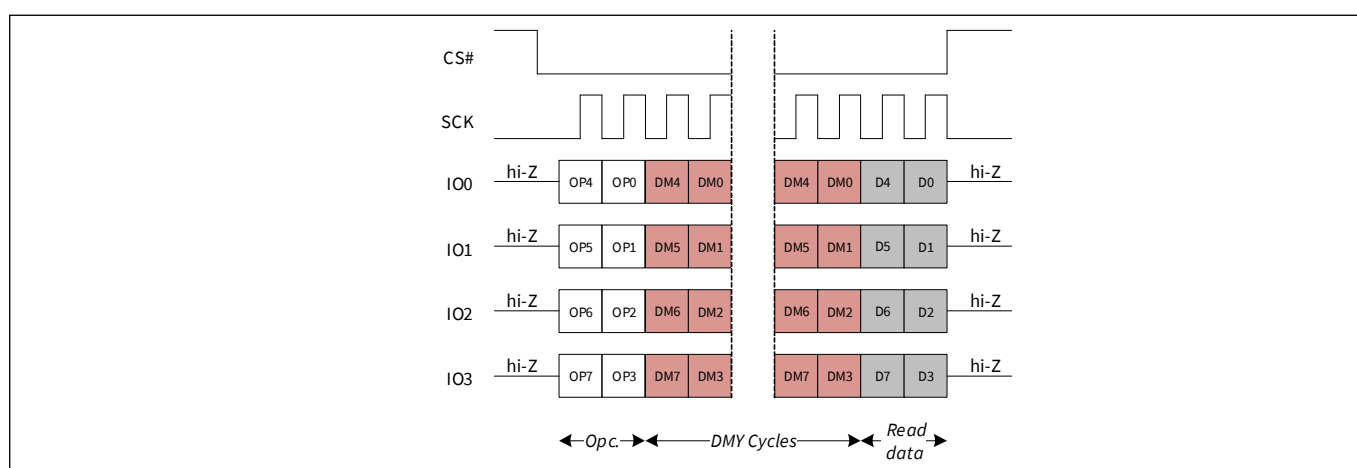 CS#
SCK
IO0 hi-Z OP4 OP0 DM4 DM0 DM4 DM0 D4 D0 hi-Z
IO1 hi-Z OP5 OP1 DM5 DM1 DM5 DM1 D5 D1 hi-Z
IO2 hi-Z OP6 OP2 DM6 DM2 DM6 DM2 D6 D2 hi-Z
IO3 hi-Z OP7 OP3 DM7 DM3 DM7 DM3 D7 D3 hi-Z
Opc. DMY Cycles Read
data